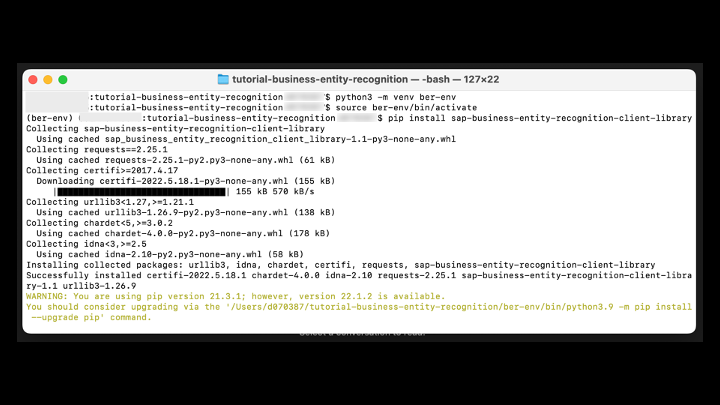 tutorial-business-entity-recognition — -bash — 127×22
:tutorial-business-entity-recognition $ python3 -m venv ber-env
:tutorial-business-entity-recognition $ source ber-env/bin/activate
(ber-env) ( :tutorial-business-entity-recognition $ pip install sap-business-entity-recognition-client-library
Collecting sap-business-entity-recognition-client-library
Using cached sap_business_entity_recognition_client_library-1.1-py3-none-any.whl
Collecting requests==2.25.1
Using cached requests-2.25.1-py2.py3-none-any.whl (61 kB)
Collecting certifi>=2017.4.17
Downloading certifi-2022.5.18.1-py3-none-any.whl (155 kB)
|████████████████████████████████| 155 kB 570 kB/s
Collecting urllib3<1.27,>=1.21.1
Using cached urllib3-1.26.9-py2.py3-none-any.whl (138 kB)
Collecting chardet<5,>=3.0.2
Using cached chardet-4.0.0-py2.py3-none-any.whl (178 kB)
Collecting idna<3,>=2.5
Using cached idna-2.10-py2.py3-none-any.whl (58 kB)
Installing collected packages: urllib3, idna, chardet, certifi, requests, sap-business-entity-recognition-client-library
Successfully installed certifi-2022.5.18.1 chardet-4.0.0 idna-2.10 requests-2.25.1 sap-business-entity-recognition-client-libra
ry-1.1 urllib3-1.26.9
WARNING: You are using pip version 21.3.1; however, version 22.1.2 is available.
You should consider upgrading via the '/Users/d070387/tutorial-business-entity-recognition/ber-env/bin/python3.9 -m pip install
--upgrade pip' command.
Select a conversation to read.